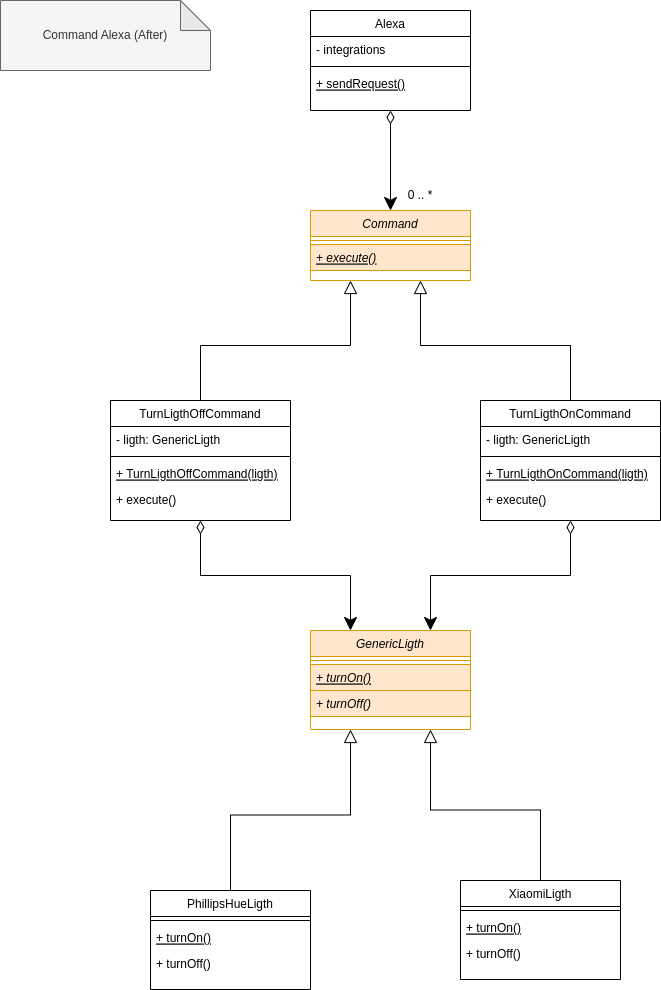 Command Alexa (After)
Alexa
- integrations
+ sendRequest()
0 .. *
Command
+ execute()
TurnLigthOffCommand
- ligth: GenericLigth
+ TurnLigthOffCommand(ligth)
+ execute()
TurnLigthOnCommand
- ligth: GenericLigth
+ TurnLigthOnCommand(ligth)
+ execute()
GenericLigth
+ turnOn()
+ turnOff()
PhillipsHueLigth
+ turnOn()
+ turnOff()
XiaomiLigth
+ turnOn()
+ turnOff()